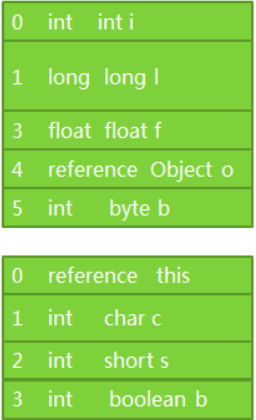 0 int int i
1 long long l
3 float float f
4 reference Object o
5 int byte b
0 reference this
1 int char c
2 int short s
3 int boolean b